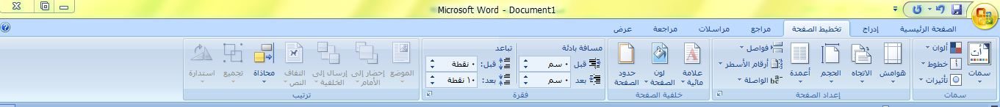 Microsoft Word - Document1
الصفحة الرئيسية إدراج تخطيط الصفحة مراجع مراسلات مراجعة عرض
سمات
ألوان
خطوط
تأثيرات
سمات
هوامش
الاتجاه
الحجم
أعمدة
فواصل
أرقام الأسطر
الواصلة
إعداد الصفحة
علامة مائية
لون الصفحة
حدود الصفحة
خلفية الصفحة
مسافة بادئة
قبل ٠ سم
بعد ٠ سم
تباعد
قبل: ٠ نقطة
بعد: ١٠ نقطة
فقرة
الموضع
إحضار إلى الأمام
إرسال إلى الخلفية
التفاف النص
محاذاة
تجميع
استدارة
ترتيب